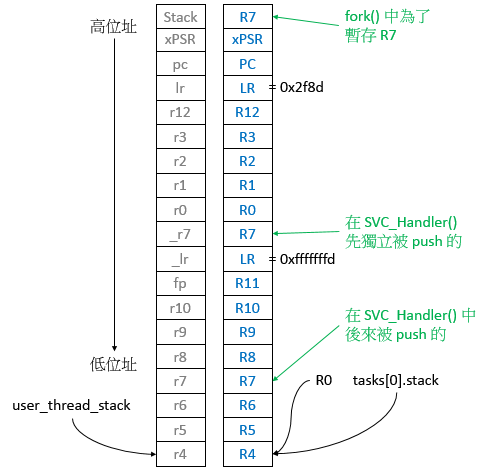 Stack R7 fork() 中為了
高位址 xPSR xPSR 暫存 R7
pc PC
lr LR = 0x2f8d
r12 R12
r3 R3
r2 R2
r1 R1
r0 R0 在 SVC_Handler()
_r7 R7 先獨立被 push 的
_lr LR = 0xfffffffd
fp R11
r10 R10
r9 R9 在 SVC_Handler() 中
低位址 r8 R8 後來被 push 的
r7 R7 R0 tasks[0].stack
user_thread_stack r6 R6
r5 R5
r4 R4